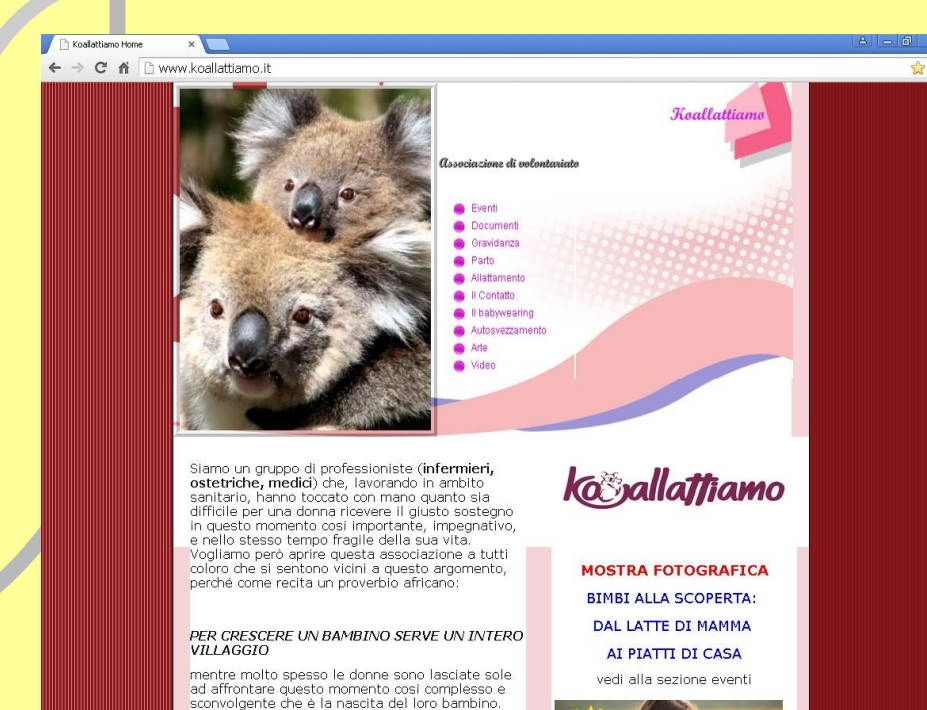 Koallattiamo Home
www.koallattiamo.it
Koallattiamo
Associazione di volontariato
Eventi
Documenti
Gravidanza
Parto
Allattamento
Il Contatto
Il babywearing
Autosvezzamento
Arte
Video
Siamo un gruppo di professioniste (infermieri,
ostetriche, medici) che, lavorando in ambito
sanitario, hanno toccato con mano quanto sia
difficile per una donna ricevere il giusto sostegno
in questo momento così importante, impegnativo,
e nello stesso tempo fragile della sua vita.
Vogliamo però aprire questa associazione a tutti
coloro che si sentono vicini a questo argomento,
perché come recita un proverbio africano:
PER CRESCERE UN BAMBINO SERVE UN INTERO
VILLAGGIO
mentre molto spesso le donne sono lasciate sole
ad affrontare questo momento così complesso e
sconvolgente che è la nascita del loro bambino.
koallattiamo
MOSTRA FOTOGRAFICA
BIMBI ALLA SCOPERTA:
DAL LATTE DI MAMMA
AI PIATTI DI CASA
vedi alla sezione eventi